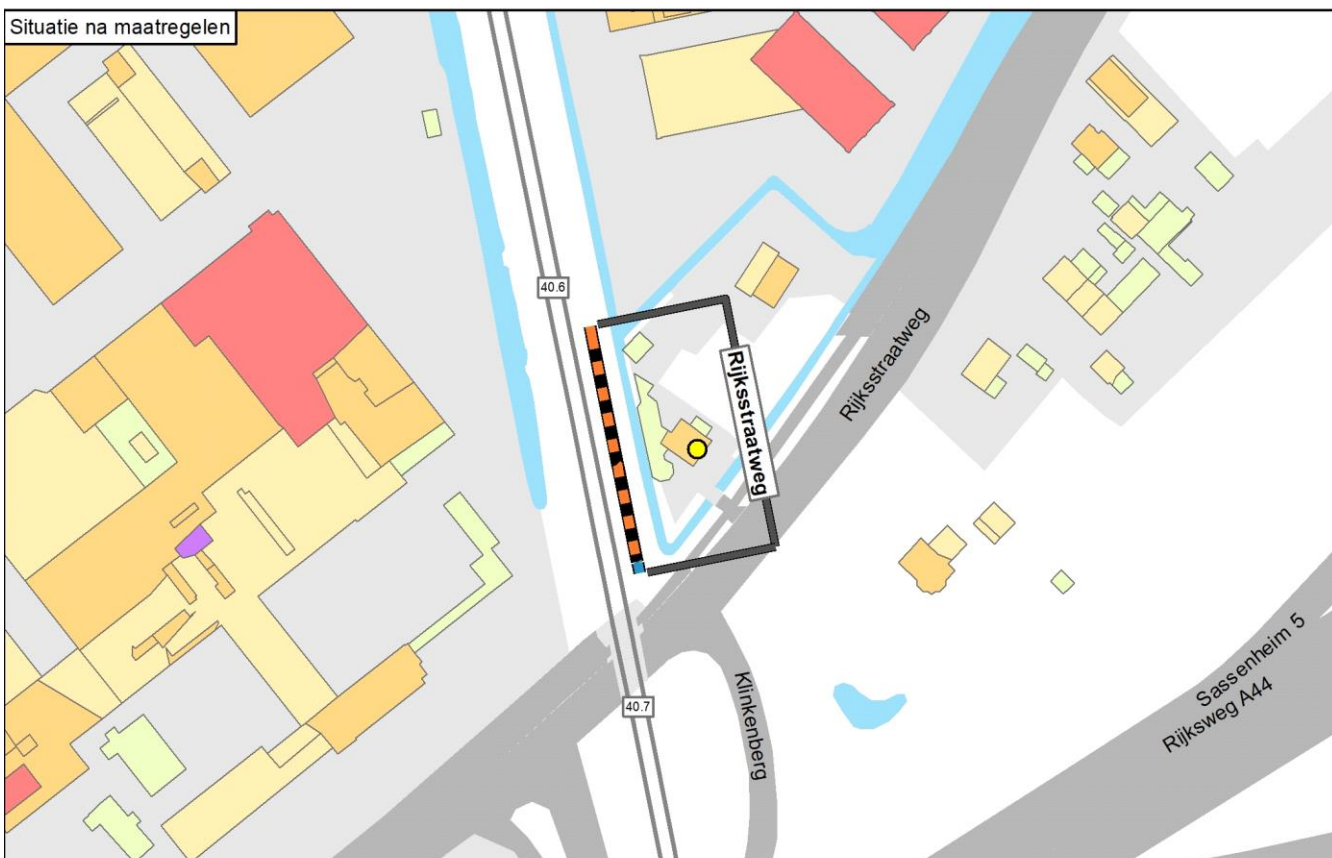 Situatie na maatregelen
40.6
Rijksstraatweg
Rijksstraatweg
Sassenheim 5
Rijksweg A44
Klinkenberg
40.7